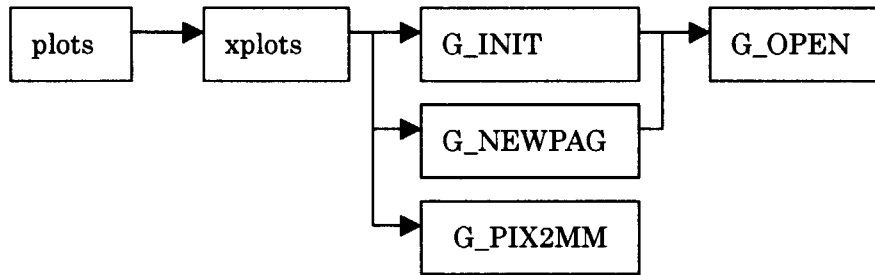 plots
xplots
G_INIT
G_OPEN
G_NEWPAG
G_PIX2MM